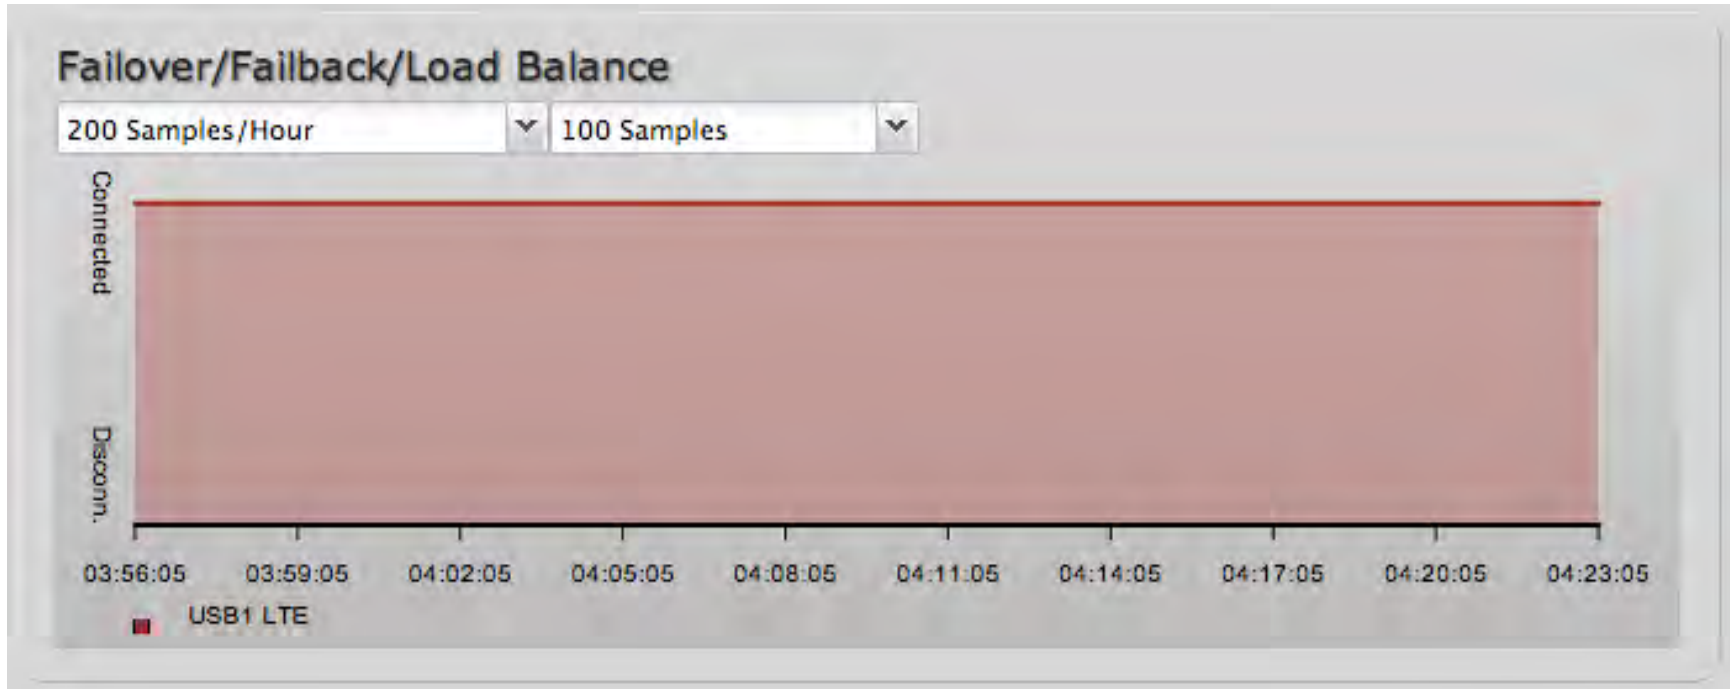 Failover/Failback/Load Balance
200 Samples/Hour 100 Samples
Connected
Disconn.
03:56:05 03:59:05 04:02:05 04:05:05 04:08:05 04:11:05 04:14:05 04:17:05 04:20:05 04:23:05
USB1 LTE